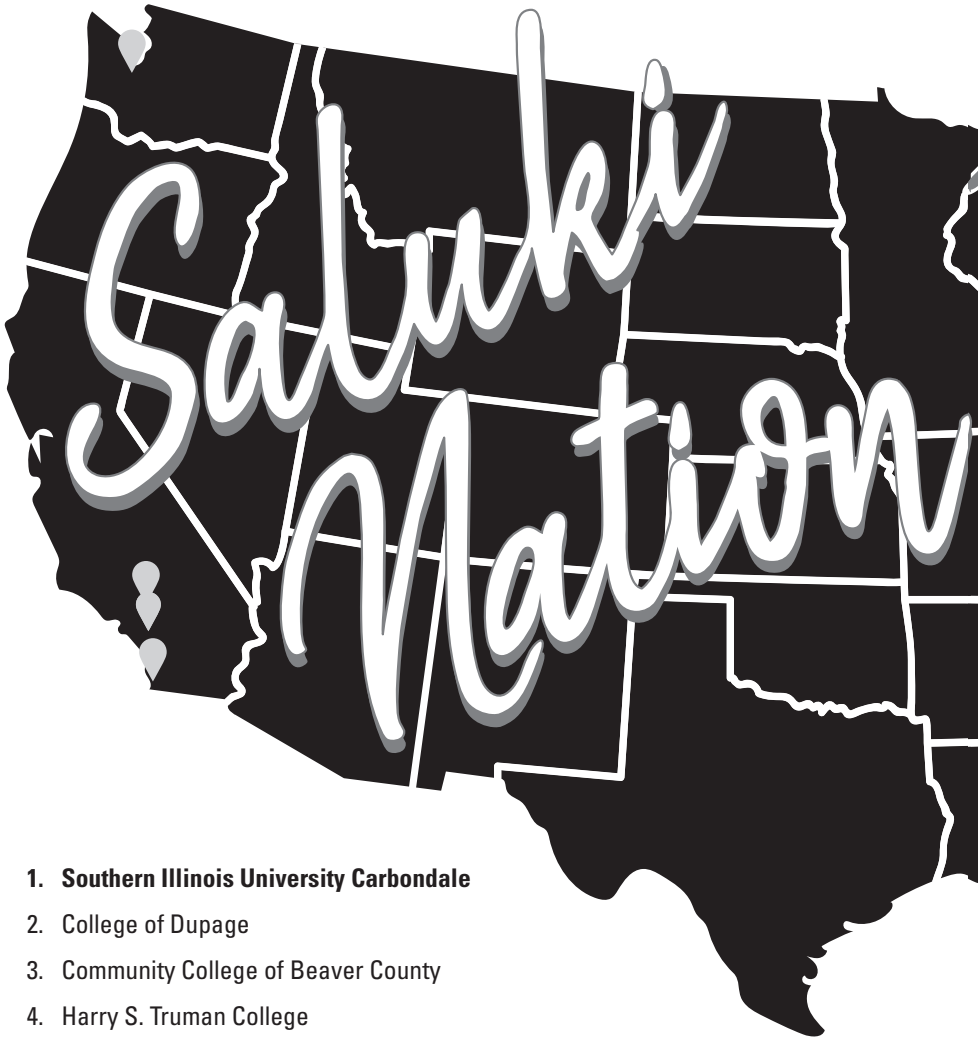 Saluki
Nation
1. Southern Illinois University Carbondale
2. College of Dupage
3. Community College of Beaver County
4. Harry S. Truman College